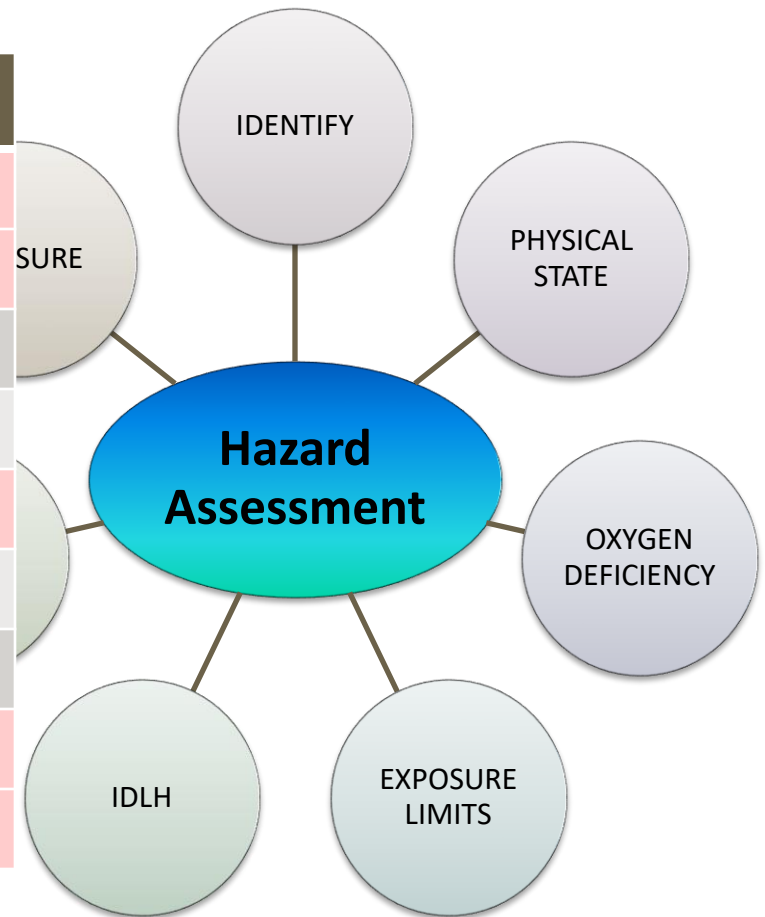 IDENTIFY
PHYSICAL
STATE
SURE
Hazard
Assessment
OXYGEN
DEFICIENCY
EXPOSURE
LIMITS
IDLH